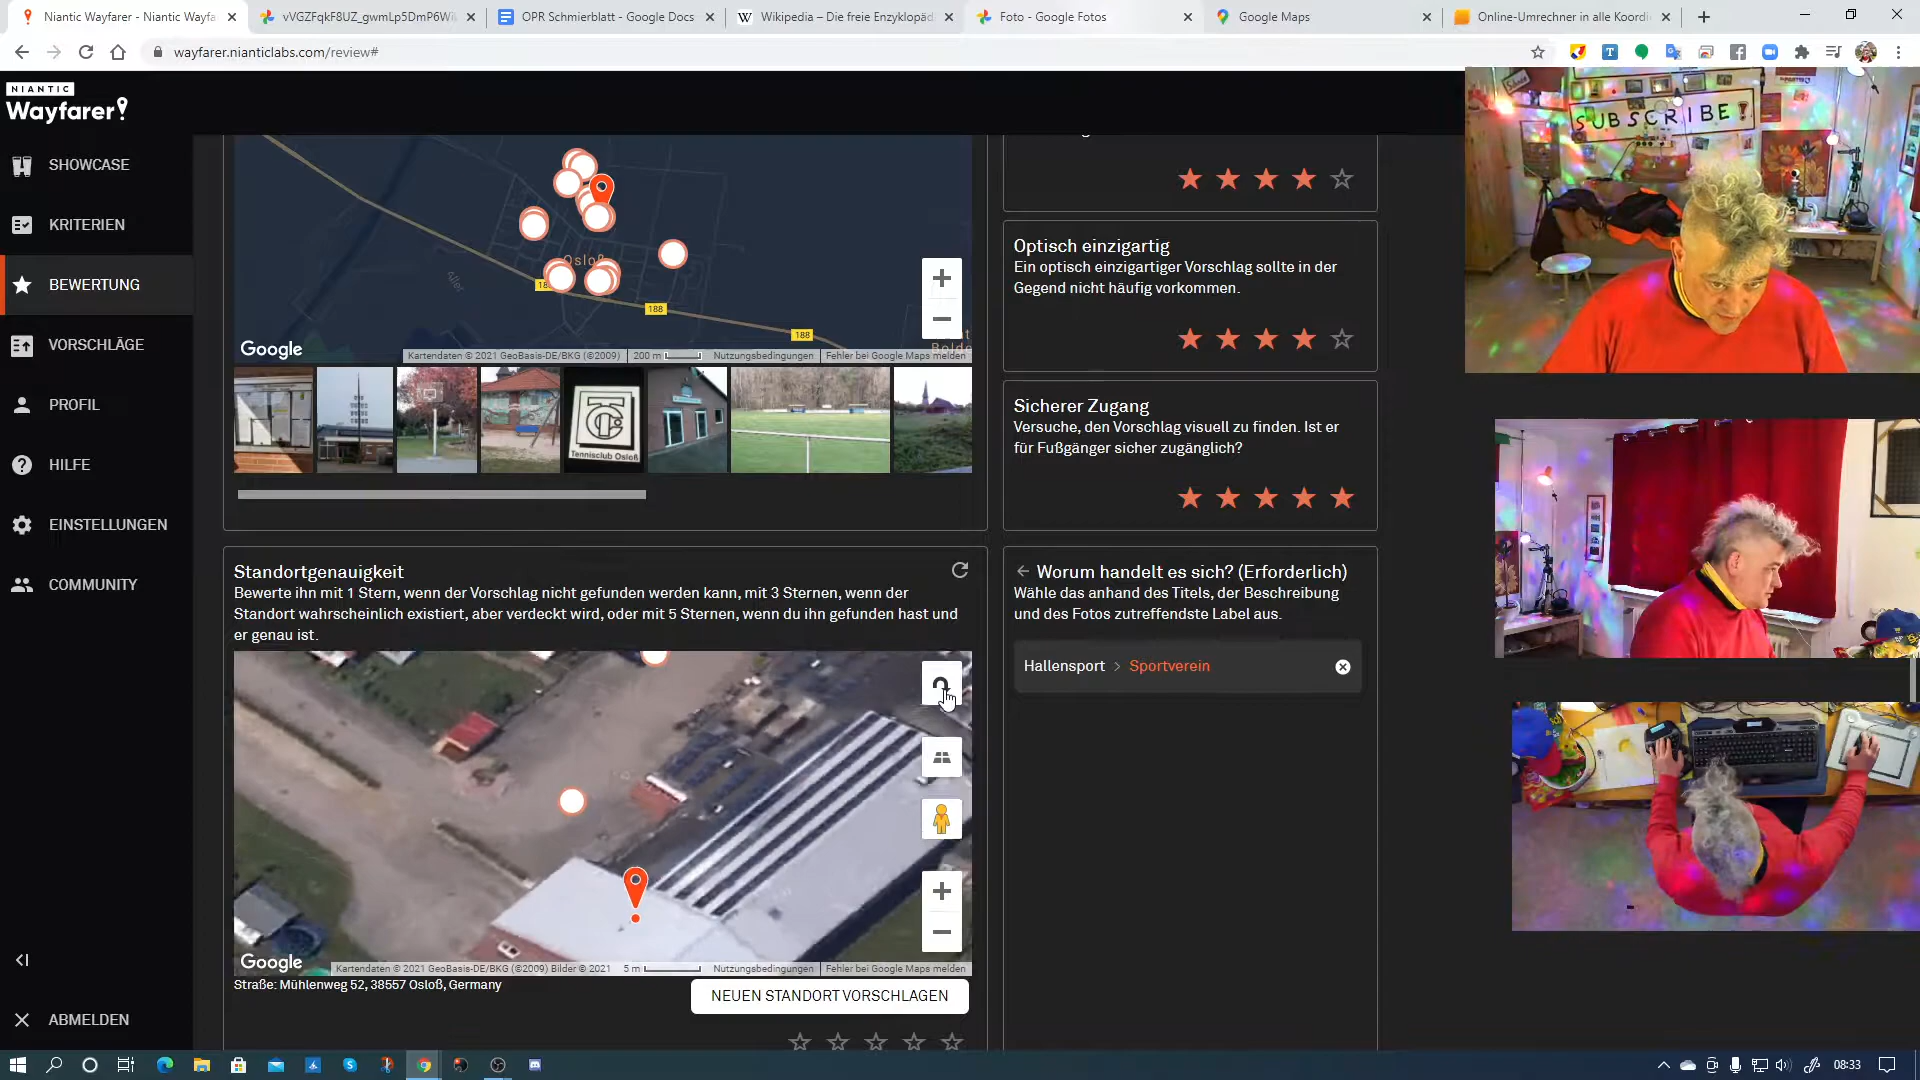 Niantic Wayfarer - Niantic Wayfa
vVGZFqkF8UZ_gwmLp5DmP6Wi
OPR Schmierblatt - Google Docs
Wikipedia – Die freie Enzyklopäd
Foto - Google Fotos
Google Maps
Online-Umrechner in alle Koordi
wayfarer.nianticlabs.com/review#
NIANTIC
Wayfarer
SHOWCASE
KRITERIEN
BEWERTUNG
VORSCHLÄGE
PROFIL
HILFE
EINSTELLUNGEN
COMMUNITY
ABMELDEN
Aller
Osloß
188
188
Google
Kartendaten © 2021 GeoBasis-DE/BKG (©2009)
200 m
Nutzungsbedingungen
Fehler bei Google Maps melden
TC
Tennisclub Osloß
Optisch einzigartig
Ein optisch einzigartiger Vorschlag sollte in der
Gegend nicht häufig vorkommen.
Sicherer Zugang
Versuche, den Vorschlag visuell zu finden. Ist er
für Fußgänger sicher zugänglich?
Standortgenauigkeit
Bewerte ihn mit 1 Stern, wenn der Vorschlag nicht gefunden werden kann, mit 3 Sternen, wenn der
Standort wahrscheinlich existiert, aber verdeckt wird, oder mit 5 Sternen, wenn du ihn gefunden hast und
er genau ist.
Google
Kartendaten © 2021 GeoBasis-DE/BKG (©2009) Bilder © 2021
5 m
Nutzungsbedingungen
Fehler bei Google Maps melden
Straße: Mühlenweg 52, 38557 Osloß, Germany
NEUEN STANDORT VORSCHLAGEN
Worum handelt es sich? (Erforderlich)
Wähle das anhand des Titels, der Beschreibung
und des Fotos zutreffendste Label aus.
Hallensport > Sportverein
SUBSCRIBE!
08:33